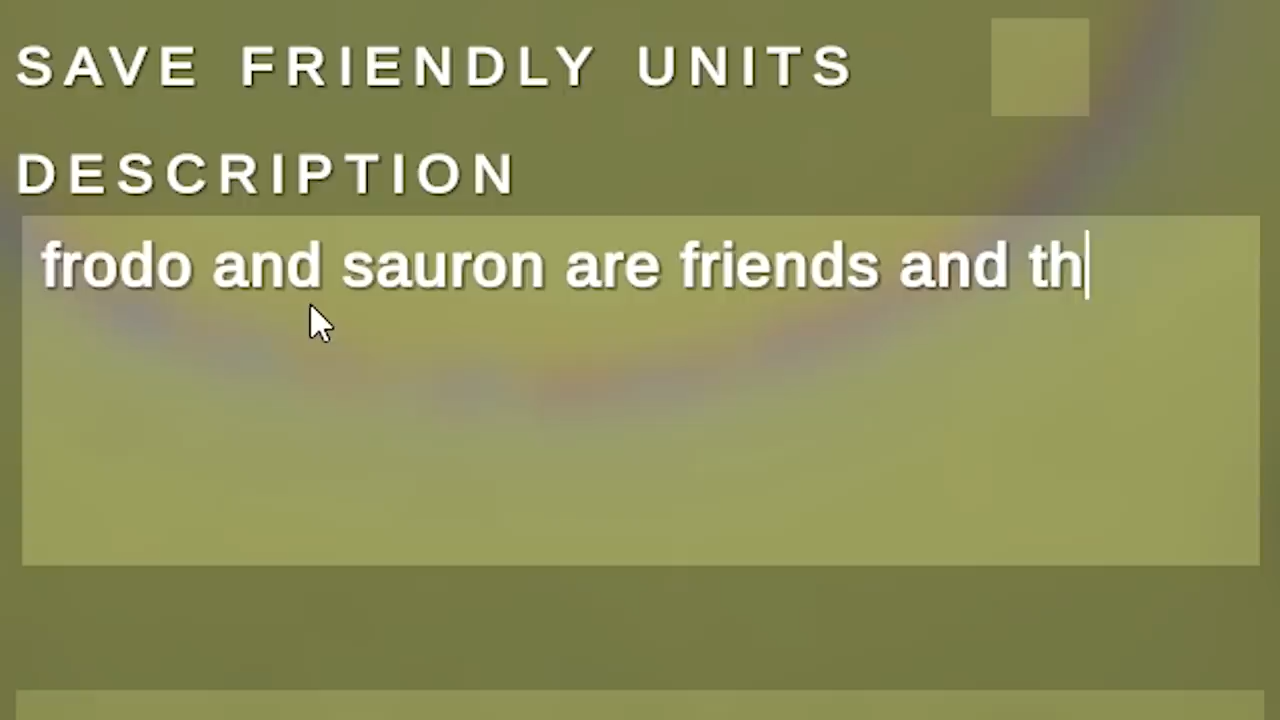 SAVE FRIENDLY UNITS
DESCRIPTION
frodo and sauron are friends and th